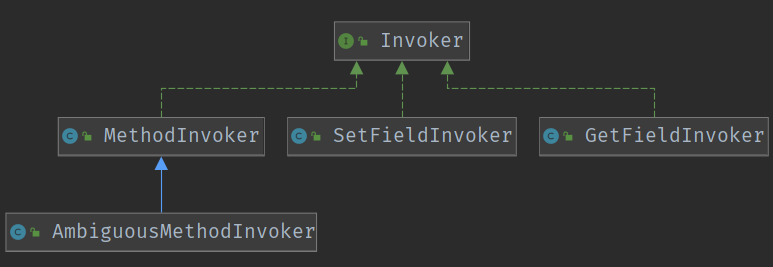 I Invoker
C MethodInvoker
C SetFieldInvoker
C GetFieldInvoker
C AmbiguousMethodInvoker